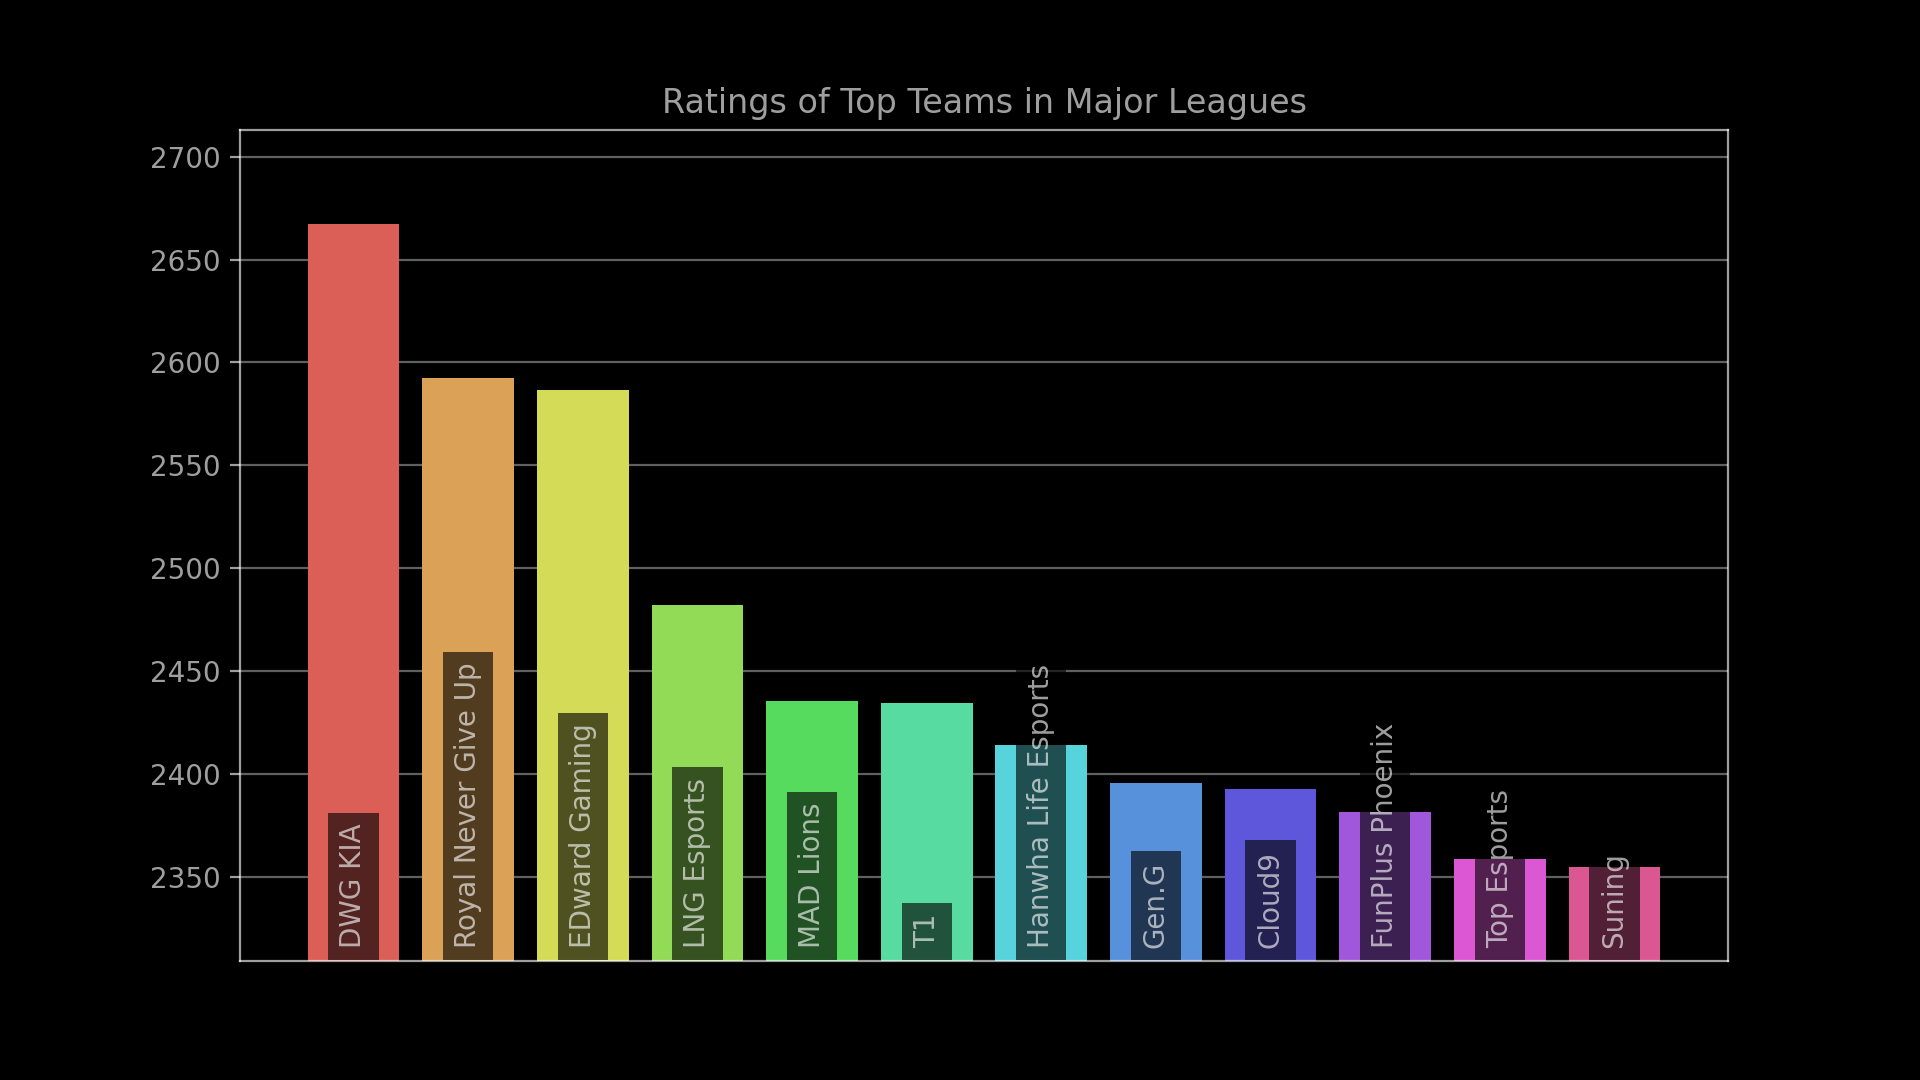 Ratings of Top Teams in Major Leagues
2700
2650
2600
2550
2500
2450
2400
2350
DWG KIA
Royal Never Give Up
EDward Gaming
LNG Esports
MAD Lions
T1
Hanwha Life Esports
Gen.G
Cloud9
FunPlus Phoenix
Top Esports
Suning